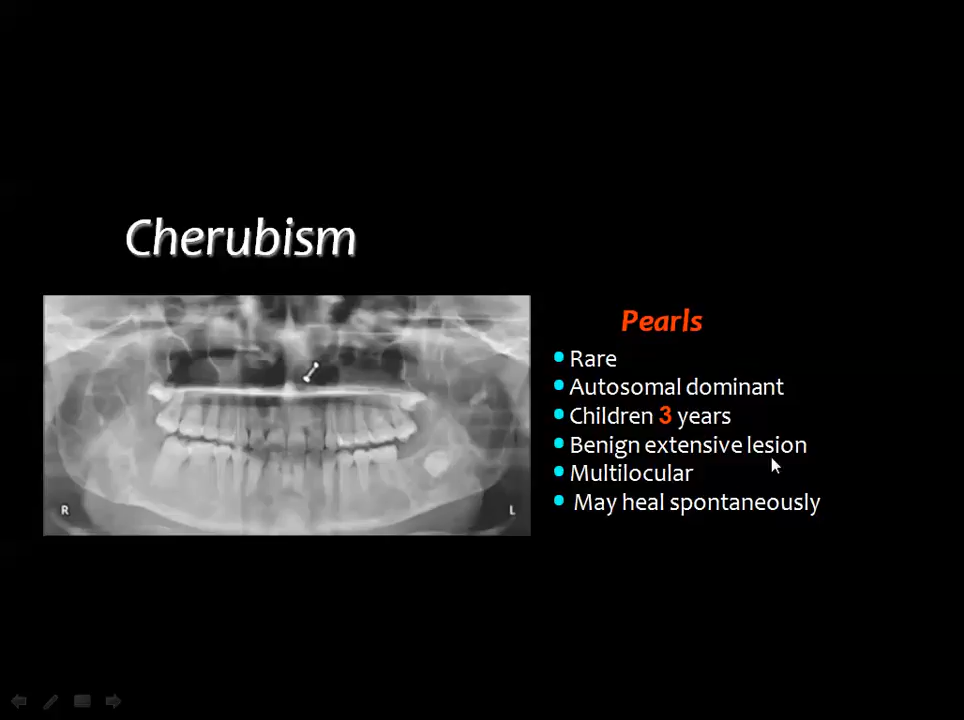 Cherubism
Pearls
Rare
Autosomal dominant
Children 3 years
Benign extensive lesion
Multilocular
May heal spontaneously
R
L